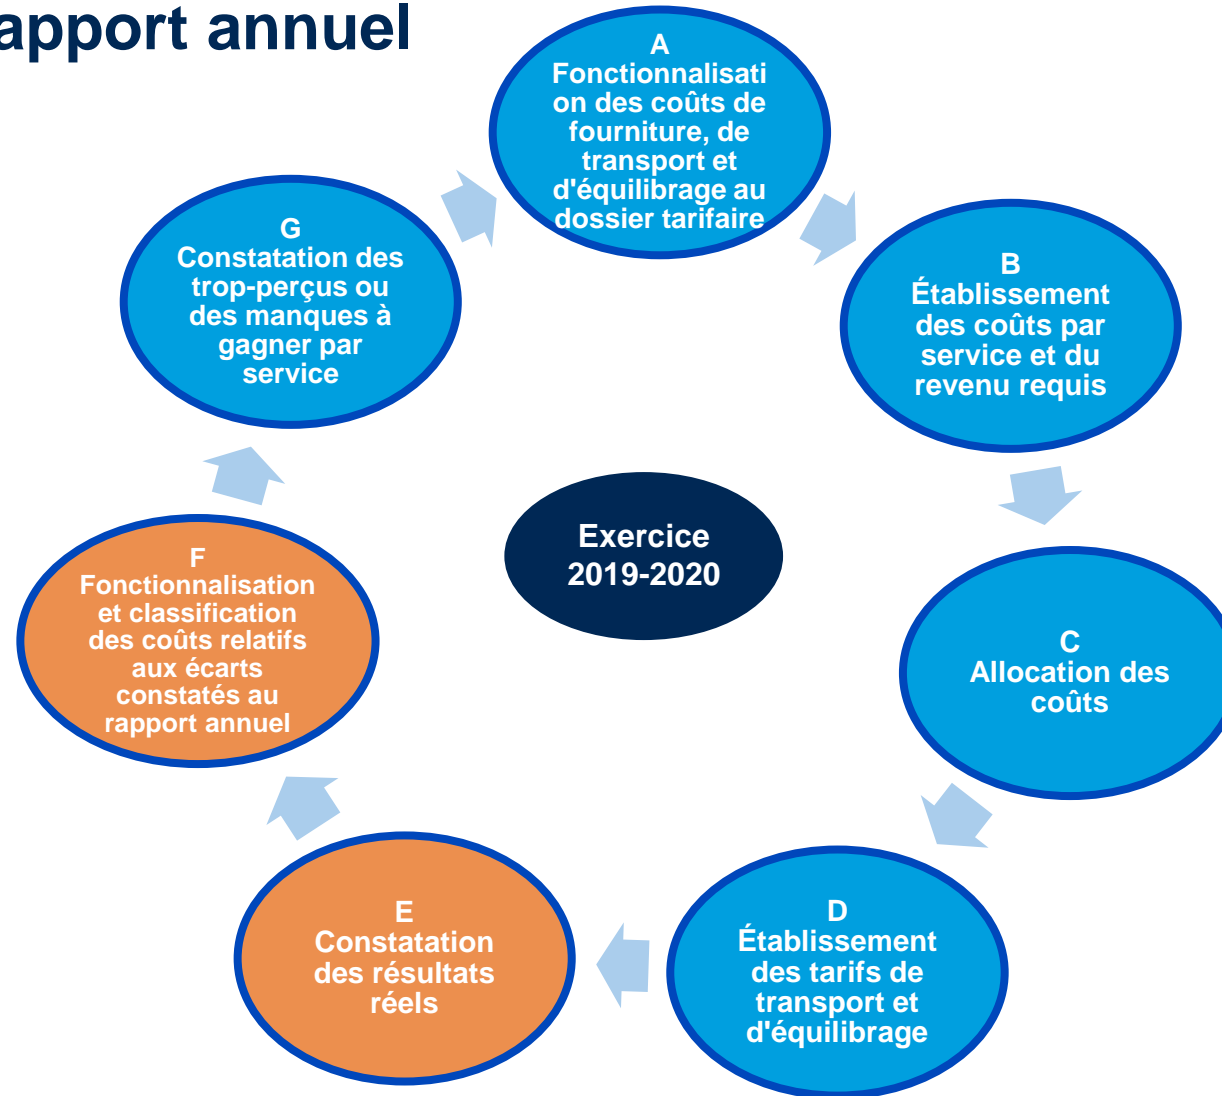 apport annuel
A
Fonctionnalisati
on des coûts de
fourniture, de
transport et
d'équilibrage au
dossier tarifaire
B
Établissement
des coûts par
service et du
revenu requis
C
Allocation des
coûts
D
Établissement
des tarifs de
transport et
d'équilibrage
E
Constatation
des résultats
réels
F
Fonctionnalisation
et classification
des coûts relatifs
aux écarts
constatés au
rapport annuel
G
Constatation des
trop-perçus ou
des manques à
gagner par
service
Exercice
2019-2020